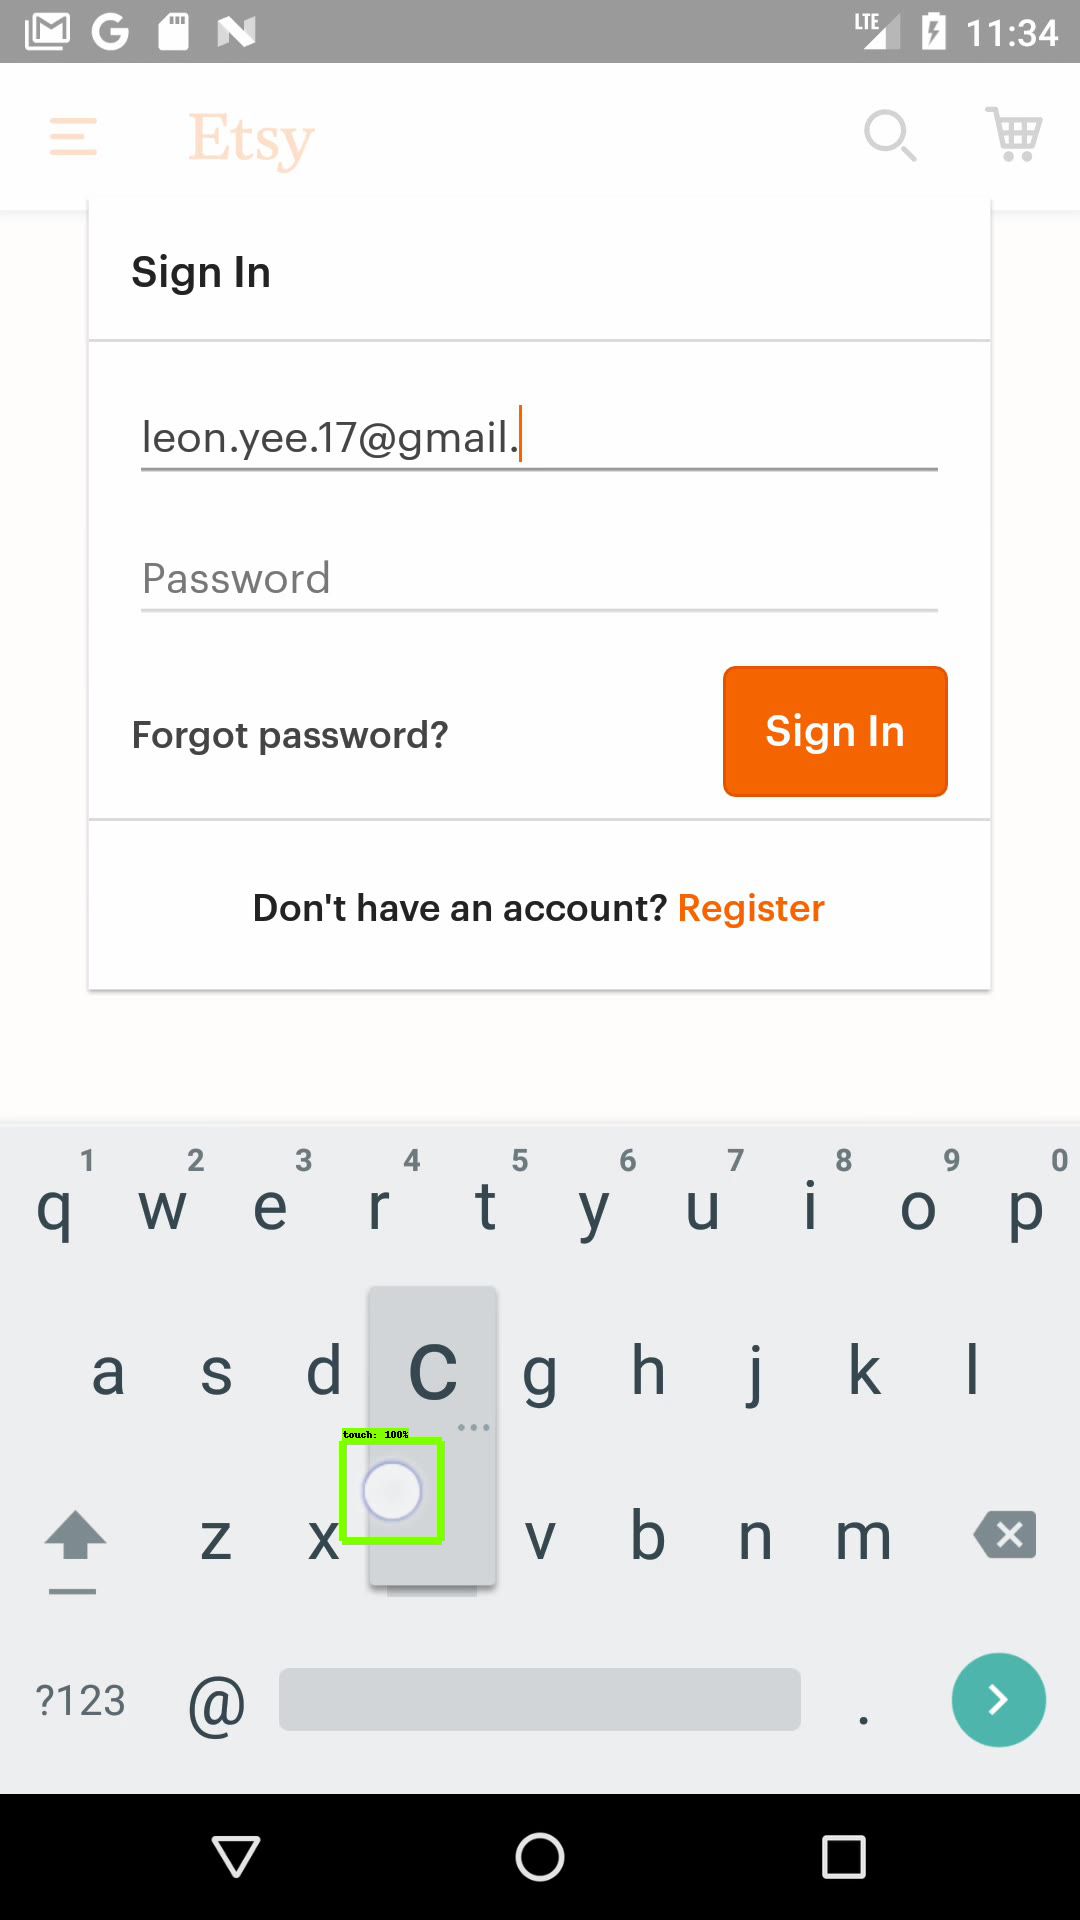 LTE 11:34
Etsy
Sign In
leon.yee.17@gmail.
Password
Forgot password? Sign In
Don't have an account? Register
1 2 3 4 5 6 7 8 9 0
q w e r t y u i o p
a s d c g h j k l
touch: 100%
z x v b n m
?123 @ .